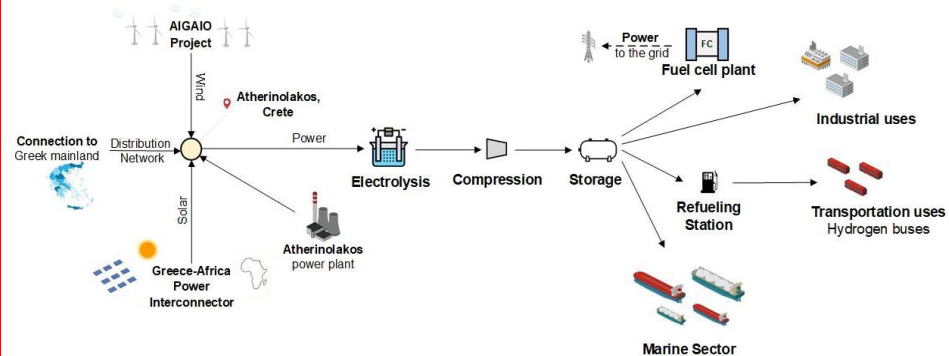 AIGAIO
Project
Wind
Atherinolakos,
Crete
Connection to
Greek mainland
Distribution
Network
Power
Solar
Greece-Africa
Power
Interconnector
Atherinolakos
power plant
Electrolysis
Compression
Storage
Power
to the grid
FC
Fuel cell plant
Industrial uses
Refueling
Station
Transportation uses
Hydrogen buses
Marine Sector